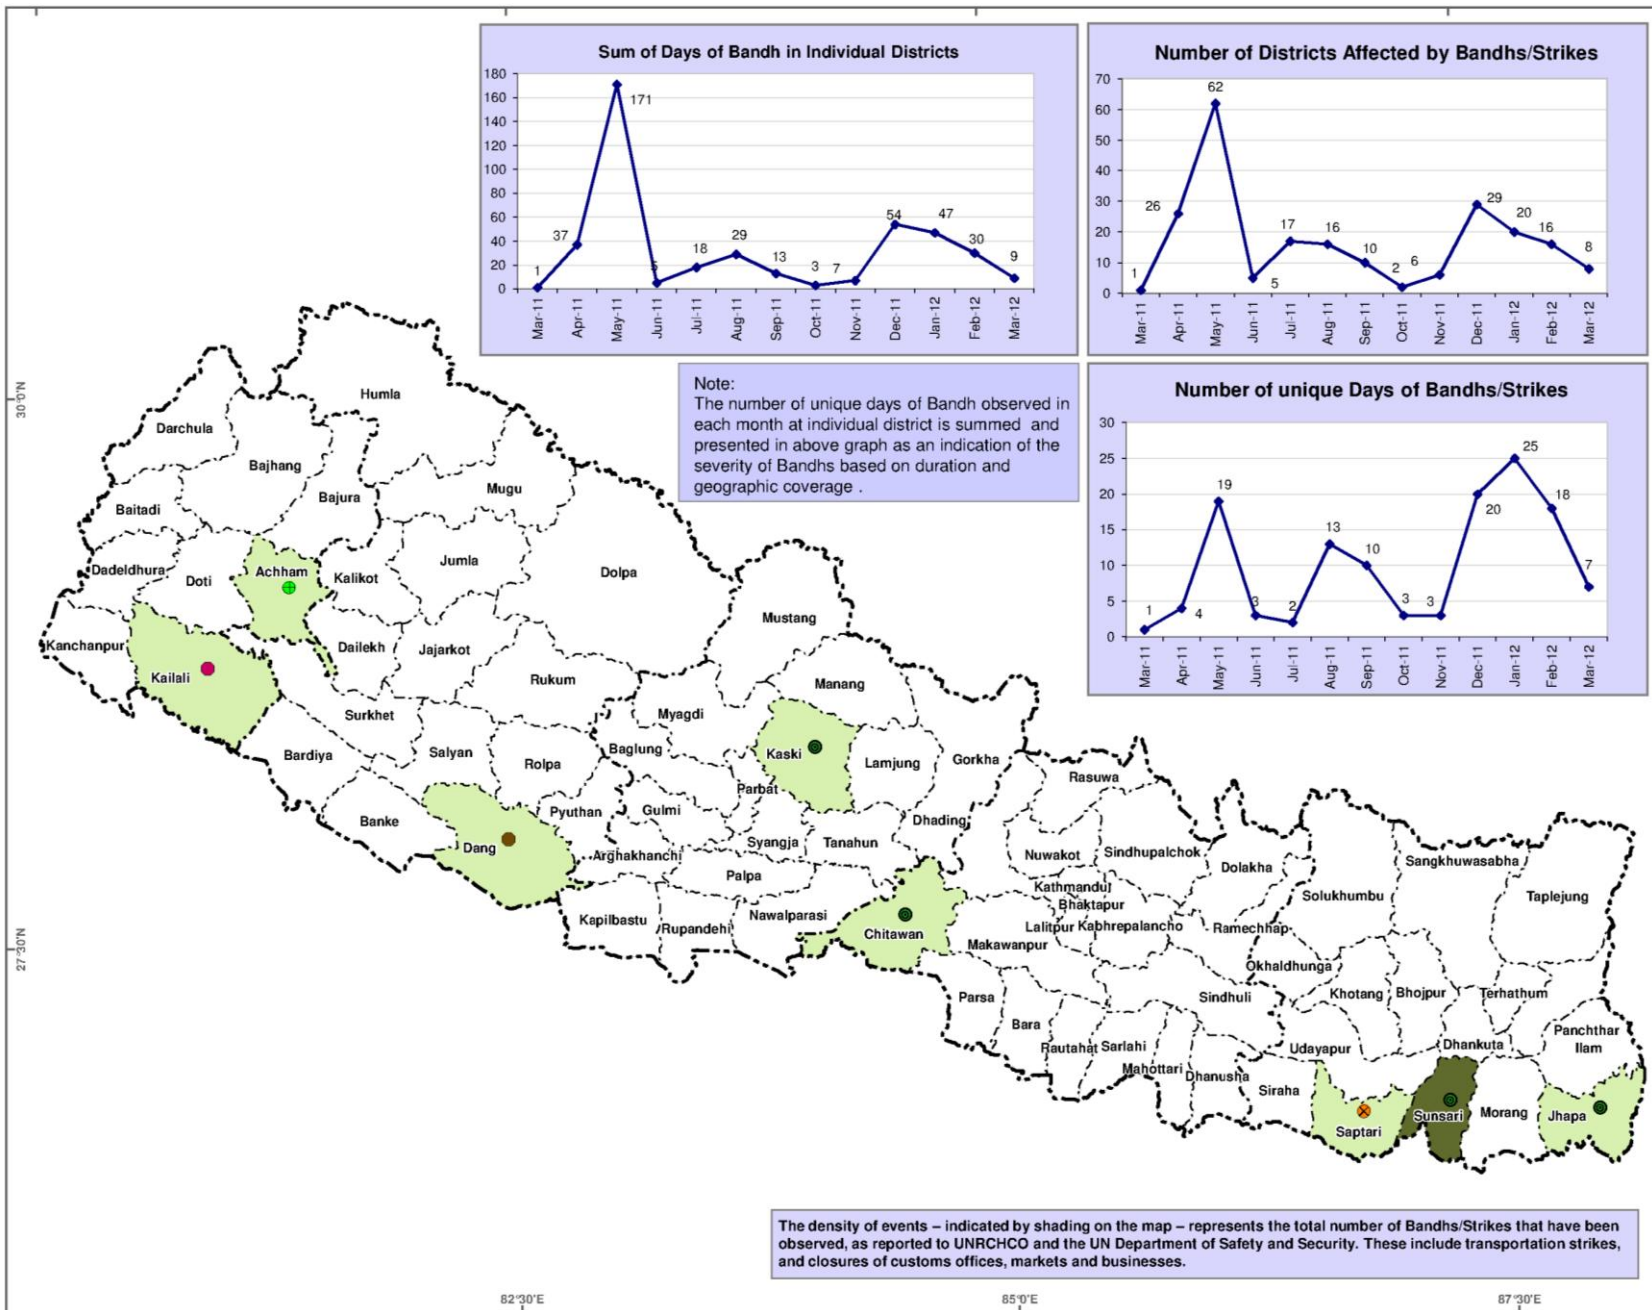 Sum of Days of Bandh in Individual Districts
180
160
140
120
100
80
60
40
20
0
1
37
171
5
18
29
13
3
7
54
47
30
9
Mar-11
Apr-11
May-11
Jun-11
Jul-11
Aug-11
Sep-11
Oct-11
Nov-11
Dec-11
Jan-12
Feb-12
Mar-12
Number of Districts Affected by Bandhs/Strikes
70
60
50
40
30
20
10
0
1
26
62
5
17
16
10
2
6
29
20
16
8
Mar-11
Apr-11
May-11
Jun-11
Jul-11
Aug-11
Sep-11
Oct-11
Nov-11
Dec-11
Jan-12
Feb-12
Mar-12
Note:
The number of unique days of Bandh observed in
each month at individual district is summed and
presented in above graph as an indication of the
severity of Bandhs based on duration and
geographic coverage .
Number of unique Days of Bandhs/Strikes
30
25
20
15
10
5
0
1
4
19
3
2
13
10
3
3
20
25
18
7
Mar-11
Apr-11
May-11
Jun-11
Jul-11
Aug-11
Sep-11
Oct-11
Nov-11
Dec-11
Jan-12
Feb-12
Mar-12
30°0'N
27°30'N
Humla
Darchula
Bajhang
Bajura
Mugu
Baitadi
Dadeldhura
Doti
Achham
Kalikot
Jumla
Dolpa
Mustang
Kanchanpur
Kailali
Dailekh
Jajarkot
Rukum
Manang
Surkhet
Myagdi
Bardiya
Salyan
Rolpa
Baglung
Kaski
Lamjung
Gorkha
Rasuwa
Banke
Dang
Pyuthan
Gulmi
Parbat
Syangja
Tanahun
Dhading
Arghakhanchi
Palpa
Nuwakot
Sindhupalchok
Dolakha
Sangkhuwasabha
Solukhumbu
Taplejung
Kathmandu
Bhaktapur
Lalitpur
Kabhrepalancho
Ramechhap
Kapilbastu
Rupandehi
Nawalparasi
Chitawan
Makawanpur
Okhaldhunga
Khotang
Bhojpur
Terhathum
Parsa
Bara
Rautahat
Sarlahi
Sindhuli
Mahottari
Dhanusha
Siraha
Udayapur
Dhankuta
Panchthar
Ilam
Saptari
Sunsari
Morang
Jhapa
The density of events – indicated by shading on the map – represents the total number of Bandhs/Strikes that have been
observed, as reported to UNRCHCO and the UN Department of Safety and Security. These include transportation strikes,
and closures of customs offices, markets and businesses.
82°30'E
85°0'E
87°30'E